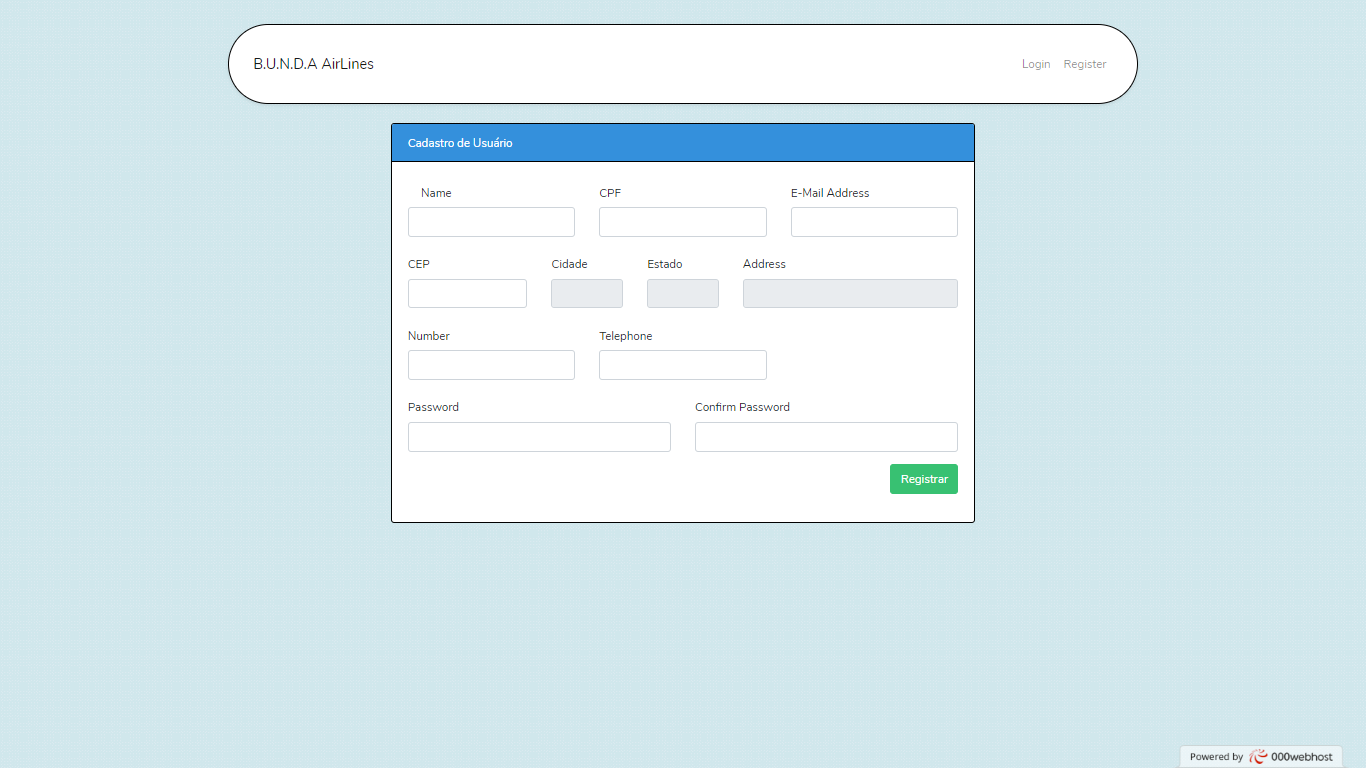 B.U.N.D.A AirLines
Login Register
Cadastro de Usuário
Name CPF E-Mail Address
CEP Cidade Estado Address
Number Telephone
Password Confirm Password
Registrar
Powered by 000webhost